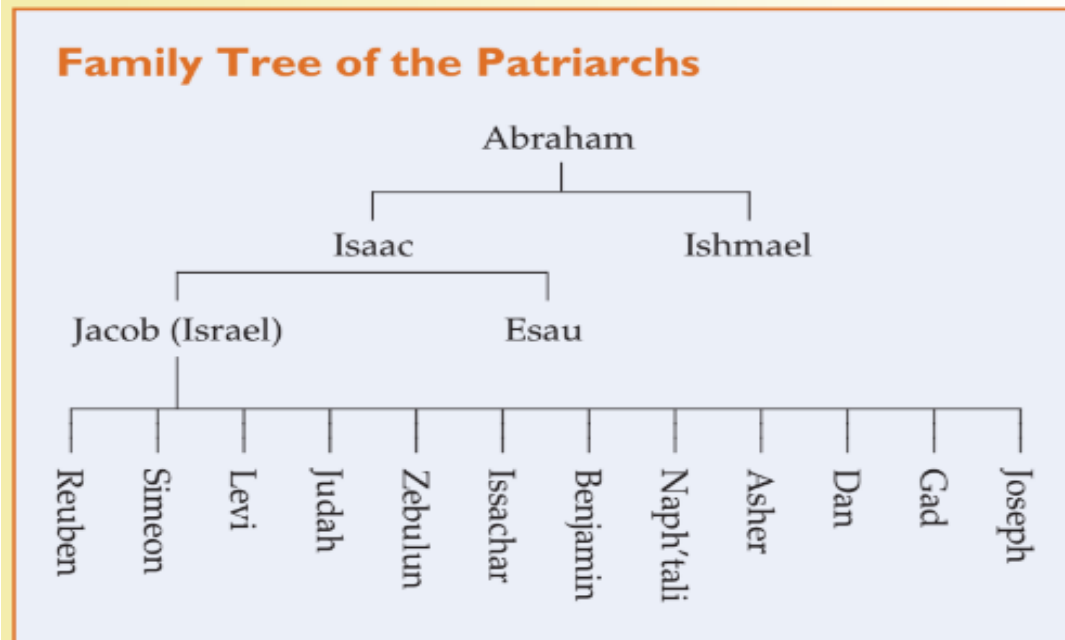 Family Tree of the Patriarchs
Abraham
Isaac Ishmael
Jacob (Israel) Esau
Reuben
Simeon
Levi
Judah
Zebulun
Issachar
Benjamin
Naph'tali
Asher
Dan
Gad
Joseph